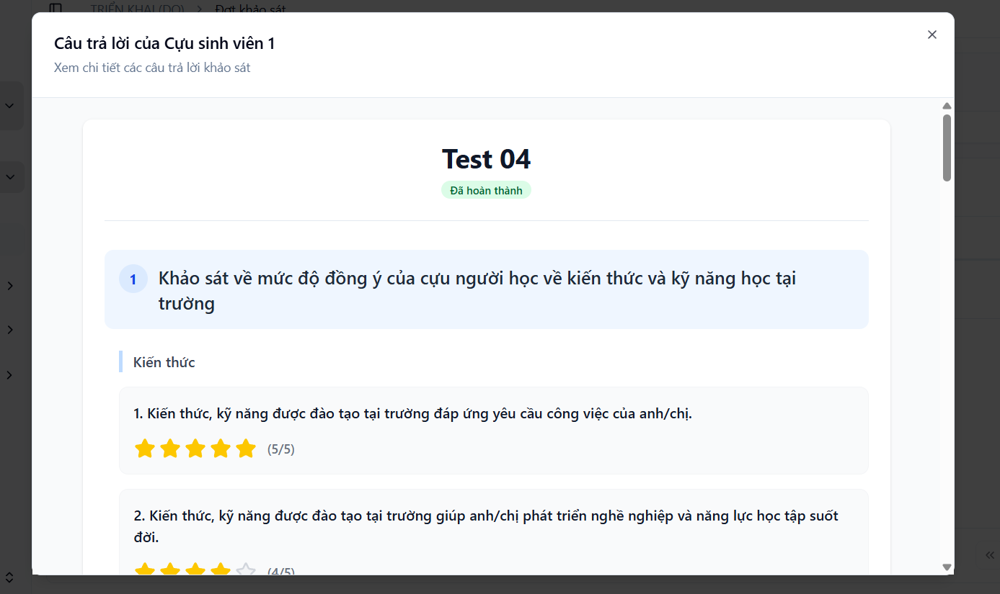 TRIỂN KHAI (DO) > Đợt khảo sát
Câu trả lời của Cựu sinh viên 1
Xem chi tiết các câu trả lời khảo sát
Test 04
Đã hoàn thành
1
Khảo sát về mức độ đồng ý của cựu người học về kiến thức và kỹ năng học tại
trường
Kiến thức
1. Kiến thức, kỹ năng được đào tạo tại trường đáp ứng yêu cầu công việc của anh/chị.
(5/5)
2. Kiến thức, kỹ năng được đào tạo tại trường giúp anh/chị phát triển nghề nghiệp và năng lực học tập suốt
đời.
(4/5)